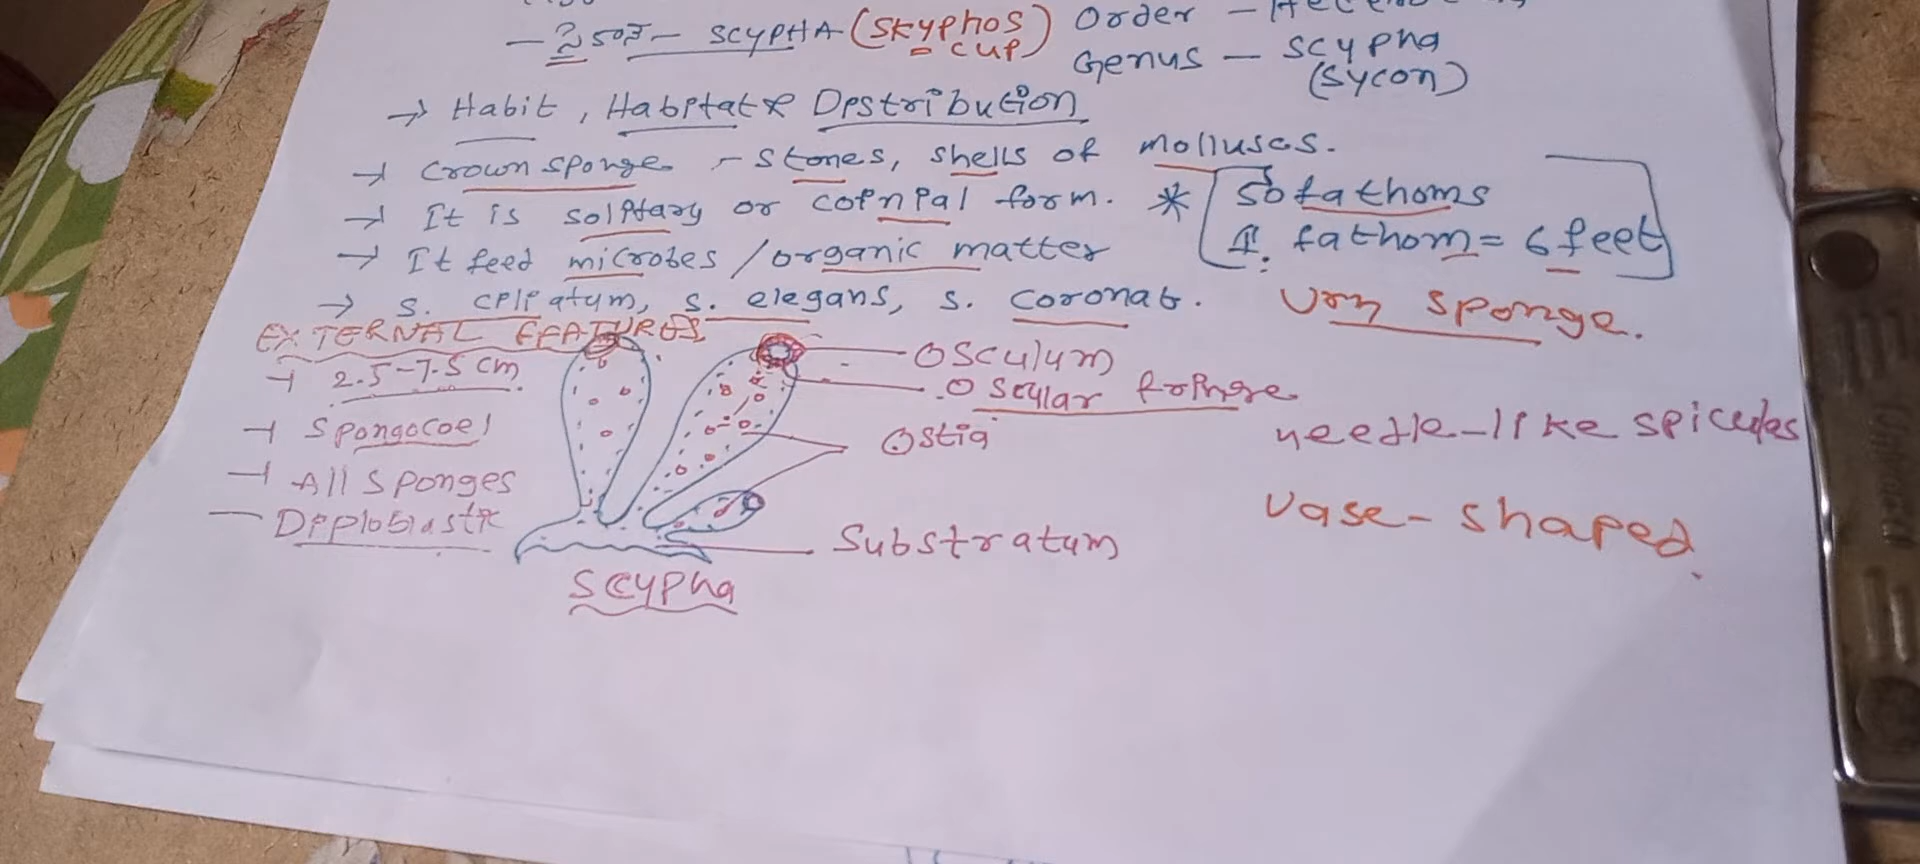 SCYPHA (SKYPHOS) Order –
= CUP
Genus – Scypha
(Sycon)
→ Habit, Habitat & Distribution
→ Crown sponge – Stones, shells of molluscs.
→ It is solitary or colnial form. * 50 fathoms
1. fathom = 6 feet
→ It feed microbes / organic matter
→ S. ciliatum, S. elegans, S. coronat.
Urn sponge.
EXTERNAL FEATURES
→ 2.5-7.5 cm
Osculum
Oscular fringe
→ Spongocoel
Ostia
needle-like spicules
→ All Sponges
Vase-shaped.
– Diploblastic
Substratum
Scypha